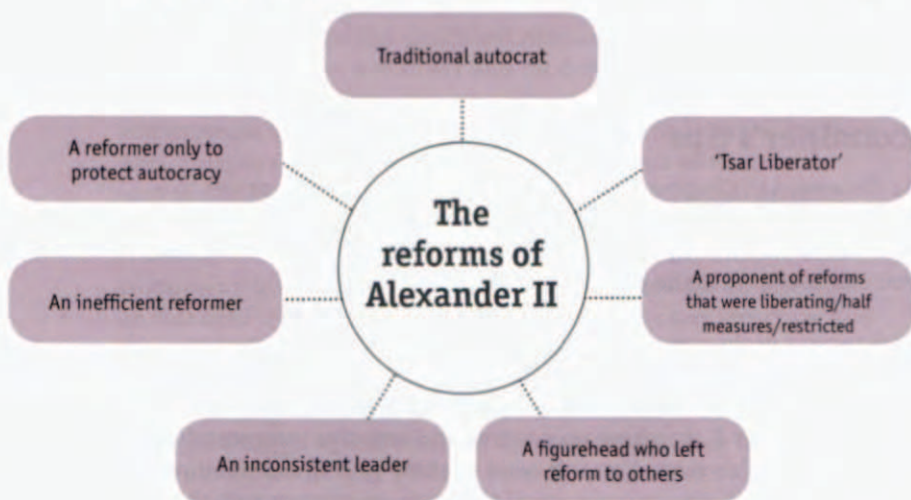 Traditional autocrat
A reformer only to
protect autocracy
'Tsar Liberator'
The
reforms of
Alexander II
An inefficient reformer
A proponent of reforms
that were liberating/half
measures/restricted
An inconsistent leader
A figurehead who left
reform to others